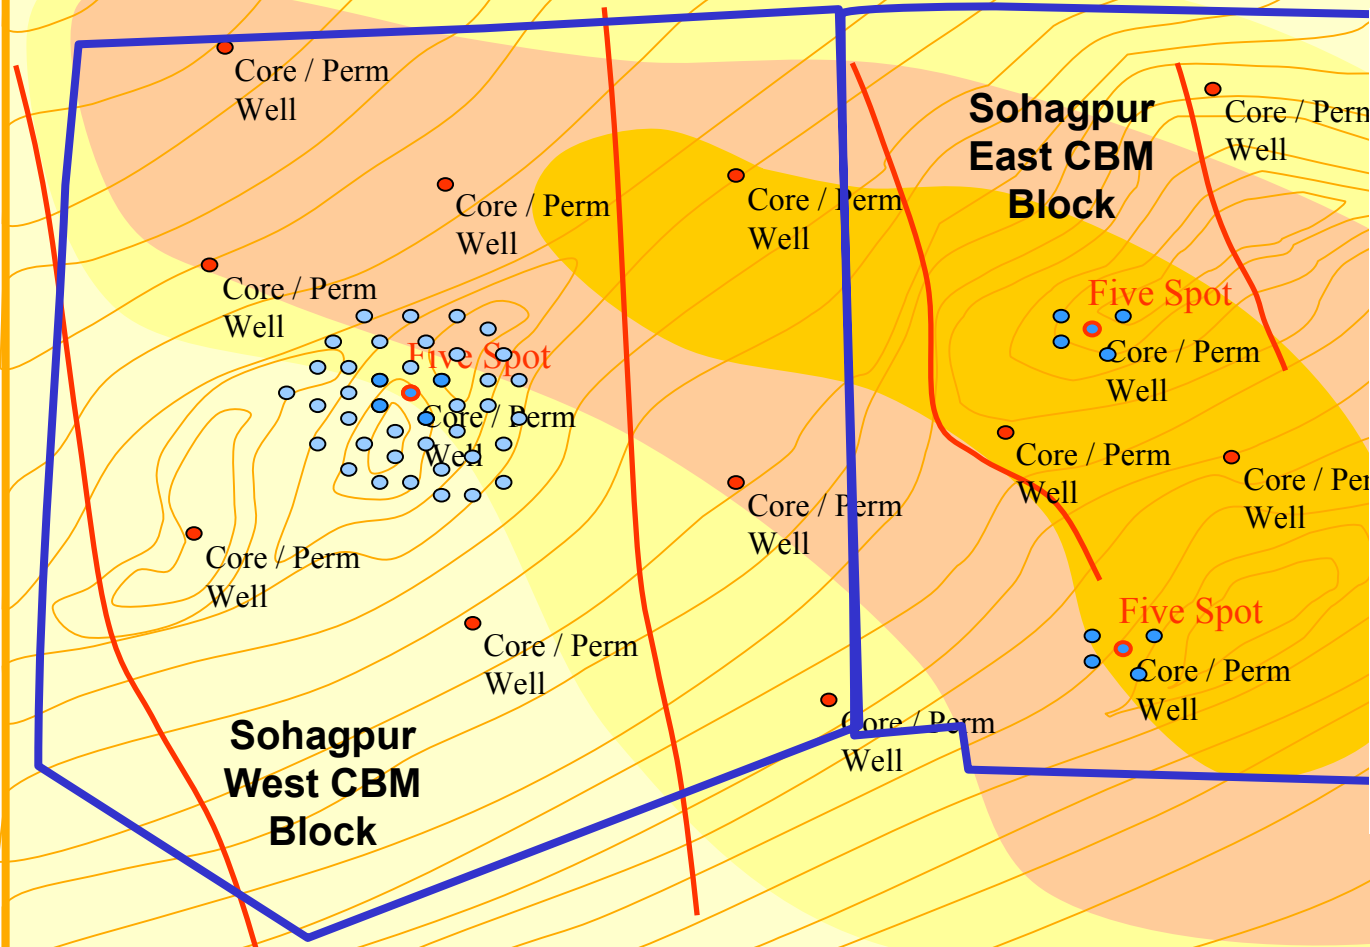 Core / Perm
Well
Sohagpur
East CBM
Block
Core / Perm
Well
Core / Perm
Well
Core / Perm
Well
Core / Perm
Well
Five Spot
Core / Perm
Well
Five Spot
Core / Perm
Well
Core / Perm
Well
Core / Per
Well
Core / Perm
Well
Core / Perm
Well
Five Spot
Core / Perm
Well
Core / Perm
Well
Core / Perm
Well
Sohagpur
West CBM
Block